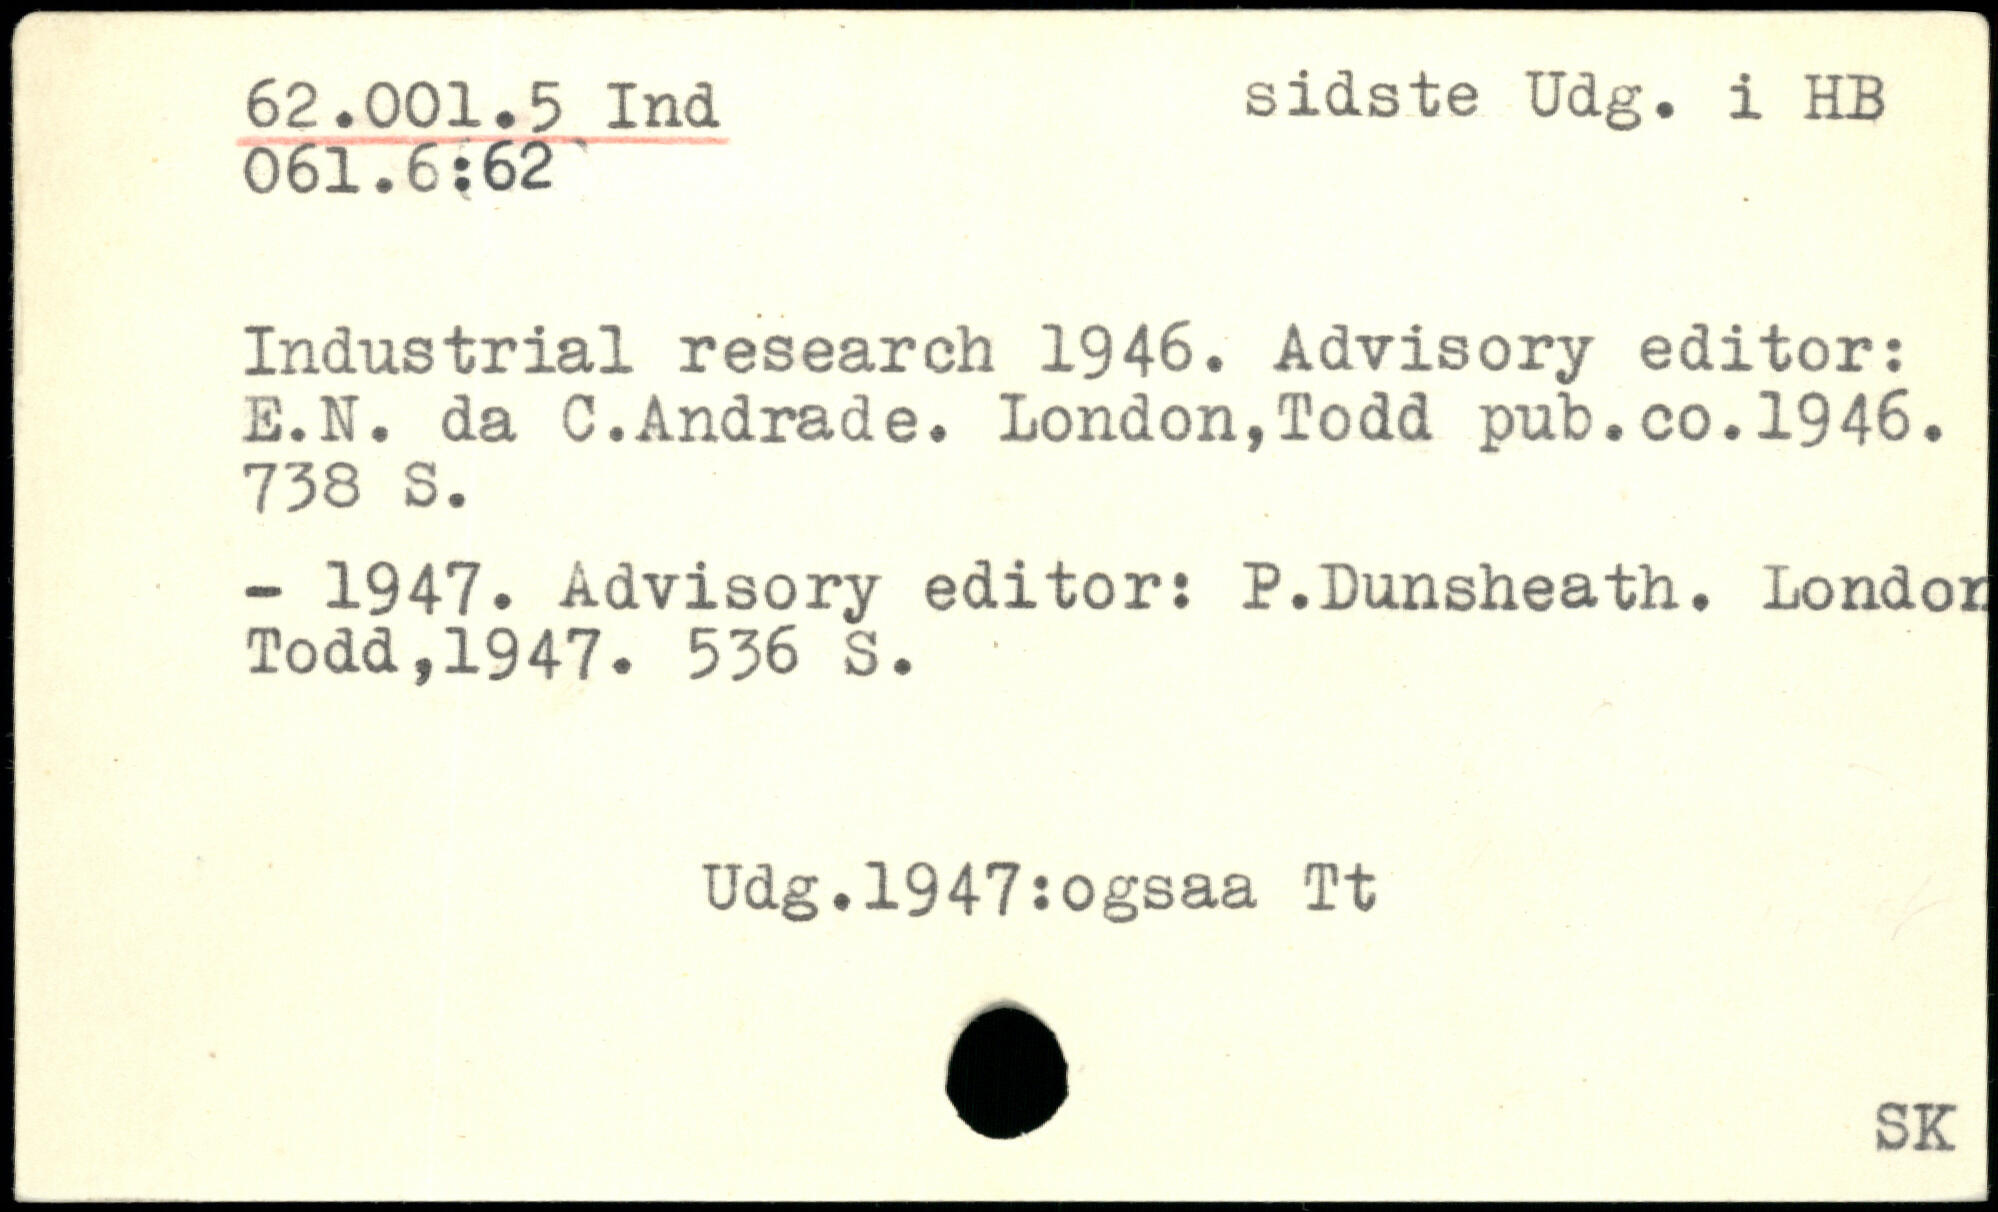 62.001.5 Ind
sidste Udg. i HB
061.6:62
Industrial research 1946. Advisory editor:
E.N. da C.Andrade. London,Todd pub.co.1946.
738 S.
- 1947. Advisory editor: P.Dunsheath. London
Todd,1947. 536 S.
Udg.1947:ogsaa Tt
SK